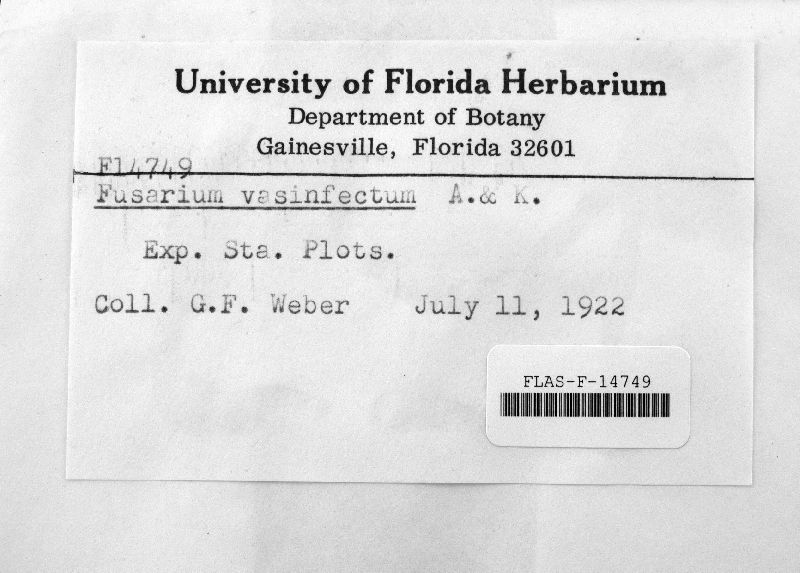 University of Florida Herbarium
Department of Botany
Gainesville, Florida 32601
F14749
Fusarium vasinfectum A.& K.
Exp. Sta. Plots.
Coll. G.F. Weber July 11, 1922
FLAS-F-14749